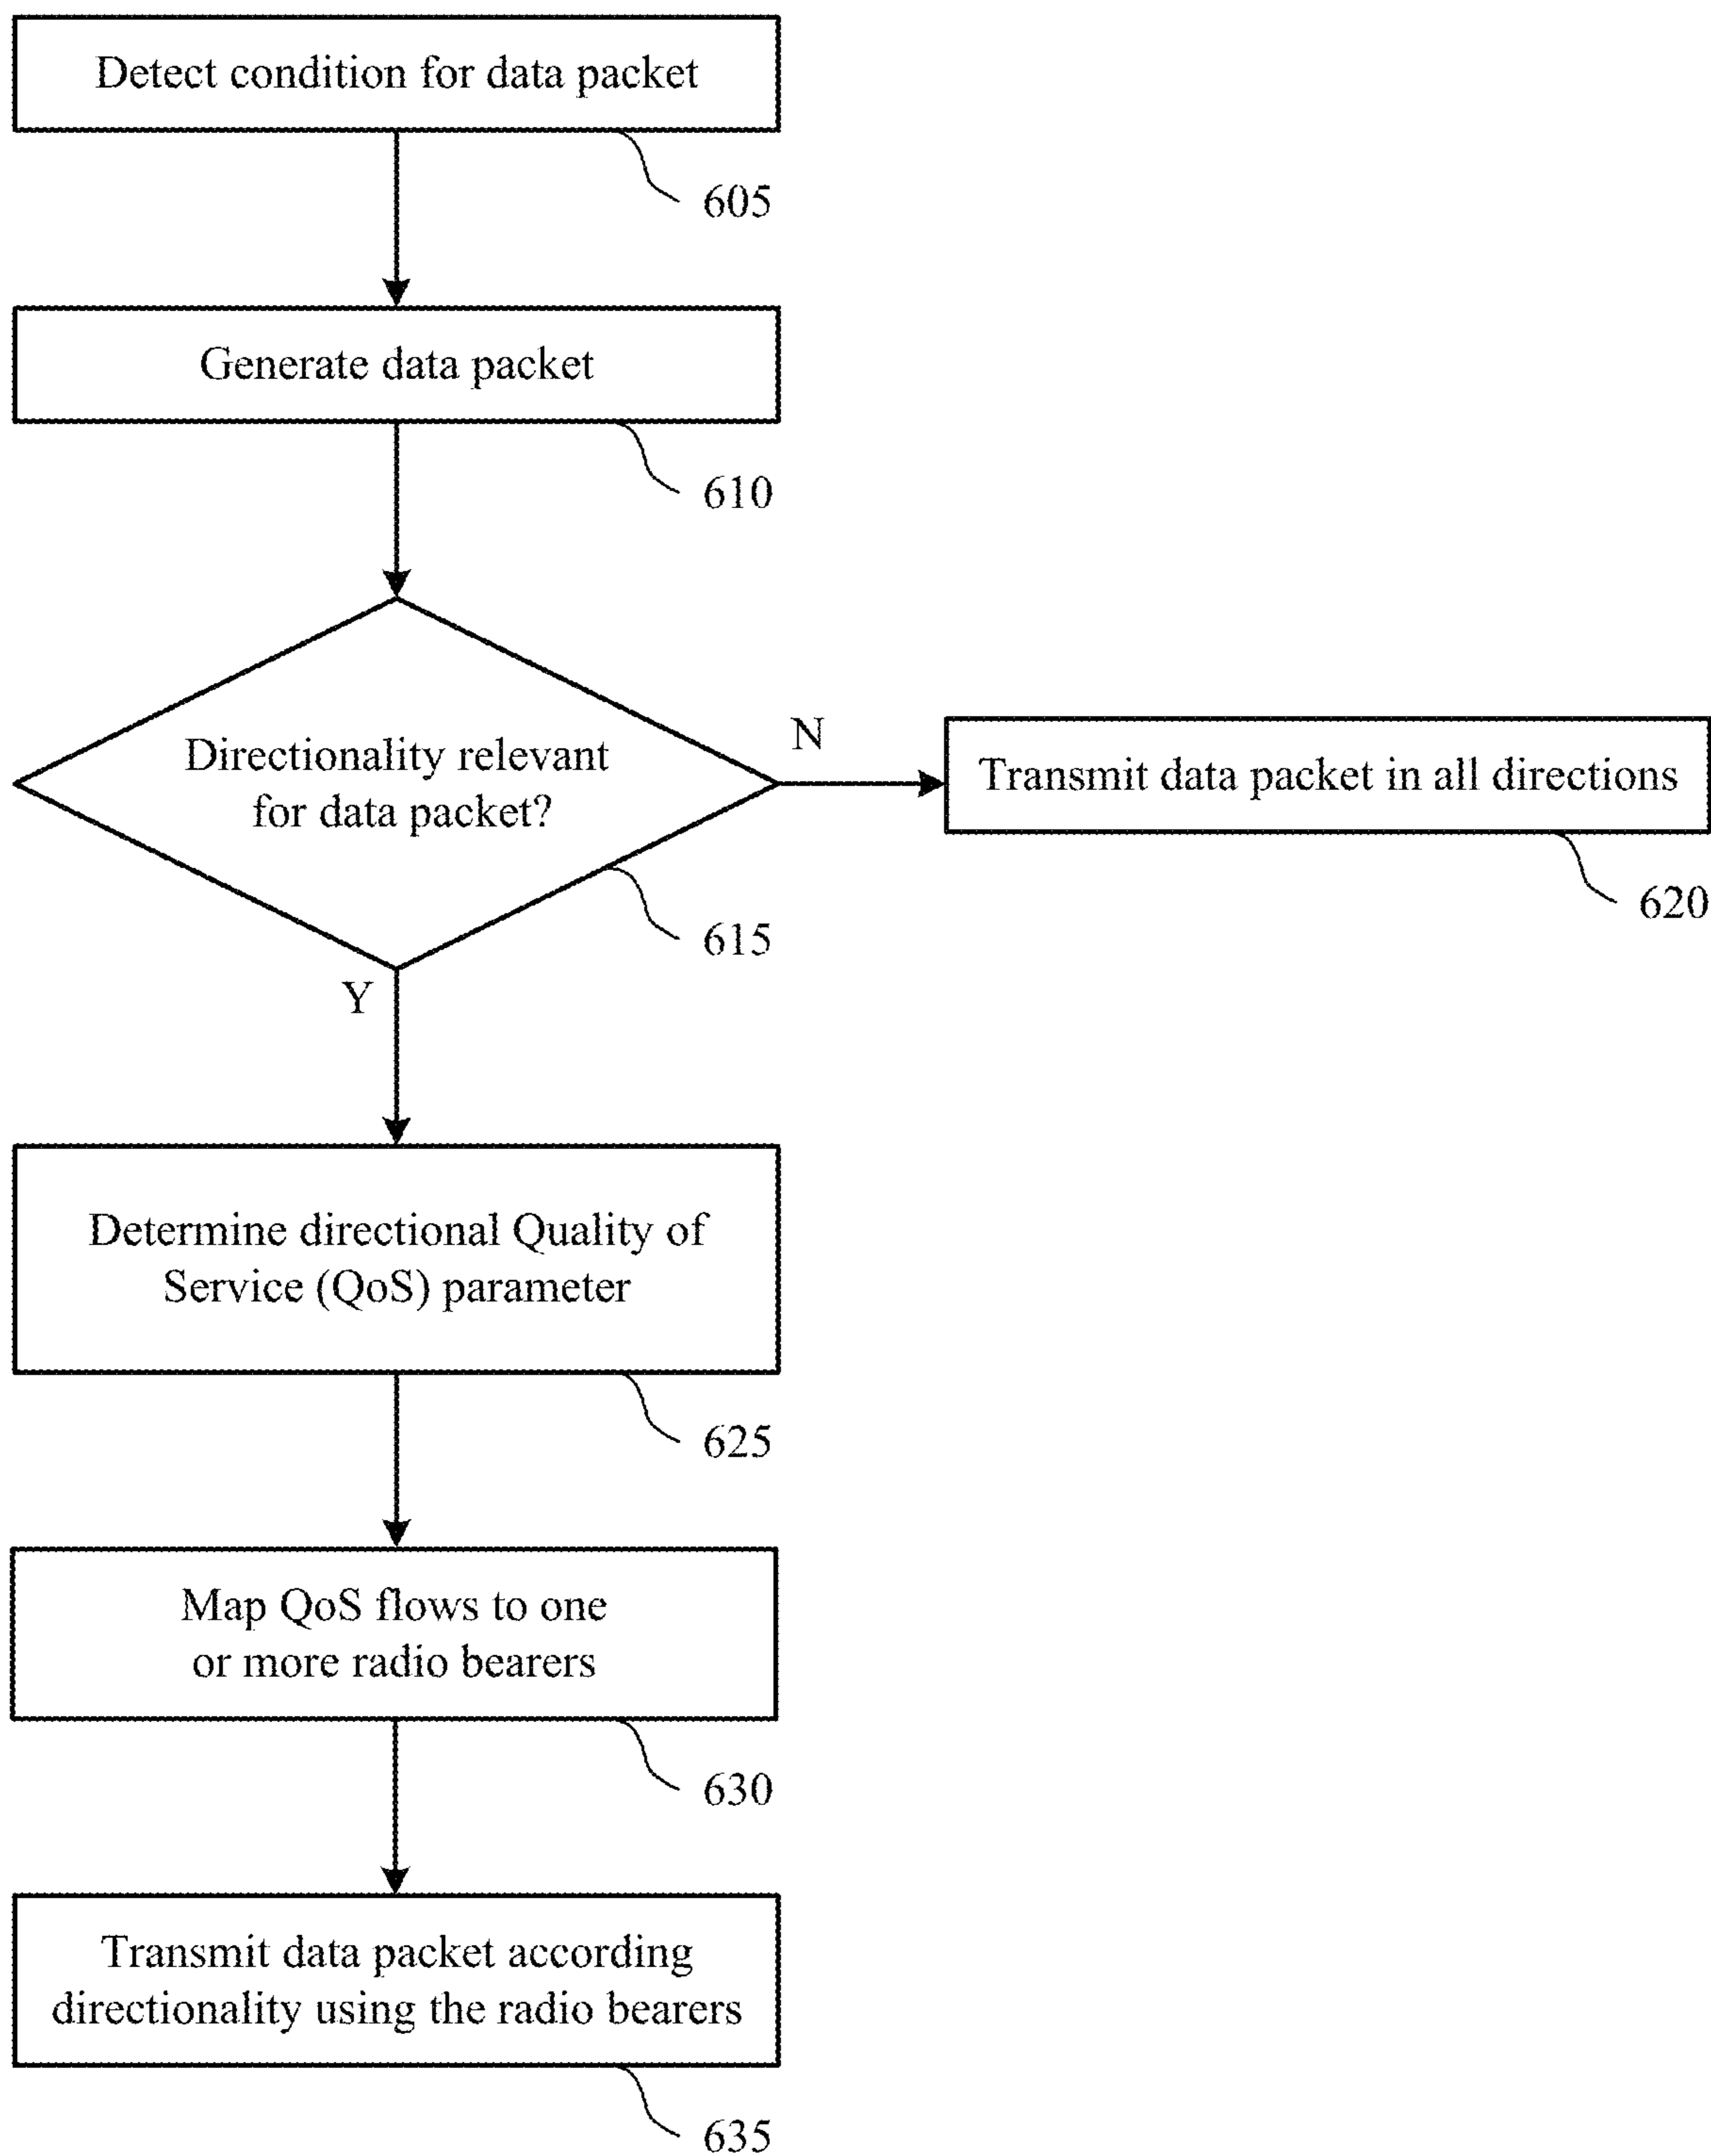 Detect condition for data packet
605
Generate data packet
610
Directionality relevant
for data packet?
615
N
Transmit data packet in all directions
620
Y
Determine directional Quality of
Service (QoS) parameter
625
Map QoS flows to one
or more radio bearers
630
Transmit data packet according
directionality using the radio bearers
635